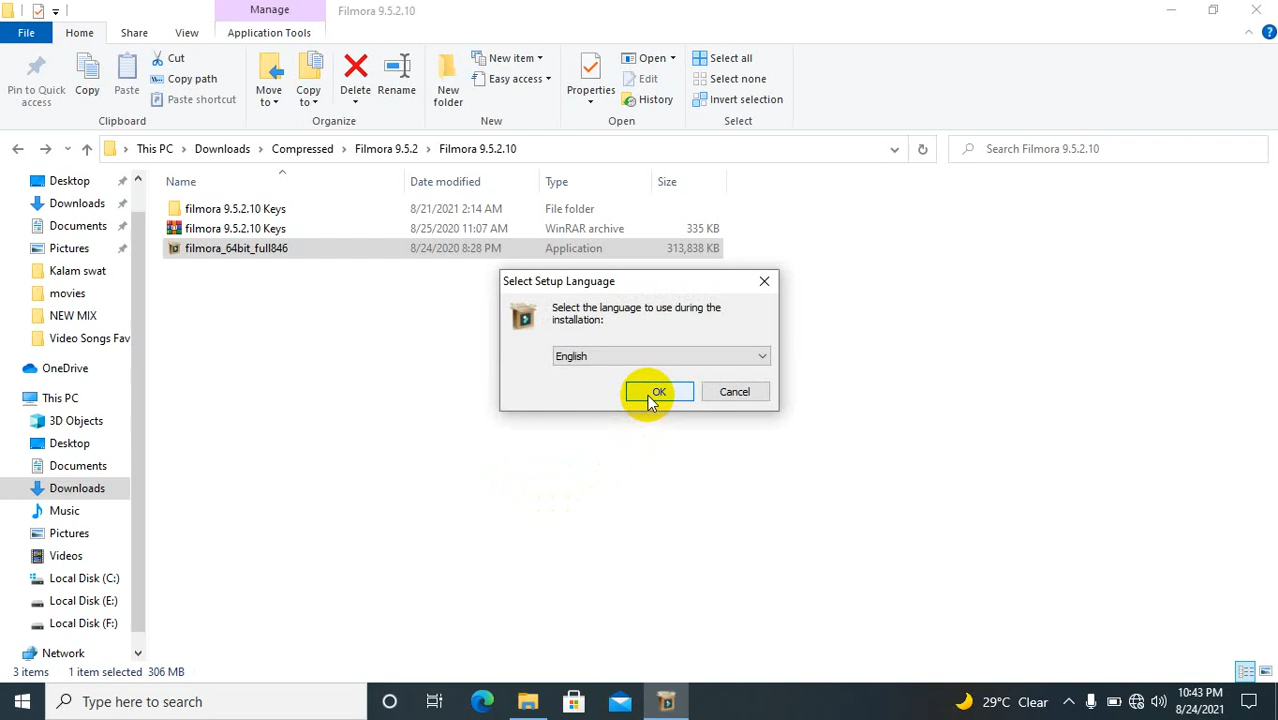 Manage
Filmora 9.5.2.10
File
Home
Share
View
Application Tools
Pin to Quick access
Copy
Paste
Cut
Copy path
Paste shortcut
Clipboard
Move to
Copy to
Delete
Rename
Organize
New folder
New item
Easy access
New
Properties
Open
Edit
History
Open
Select all
Select none
Invert selection
Select
This PC
Downloads
Compressed
Filmora 9.5.2
Filmora 9.5.2.10
Search Filmora 9.5.2.10
Name
Date modified
Type
Size
filmora 9.5.2.10 Keys 8/21/2021 2:14 AM File folder
filmora 9.5.2.10 Keys 8/25/2020 11:07 AM WinRAR archive 335 KB
filmora_64bit_full846 8/24/2020 8:28 PM Application 313,838 KB
Desktop
Downloads
Documents
Pictures
Kalam swat
movies
NEW MIX
Video Songs Fav
OneDrive
This PC
3D Objects
Desktop
Documents
Downloads
Music
Pictures
Videos
Local Disk (C:)
Local Disk (E:)
Local Disk (F:)
Network
Select Setup Language
Select the language to use during the
installation:
English
OK
Cancel
3 items 1 item selected 306 MB
Type here to search
29°C Clear
10:43 PM
8/24/2021